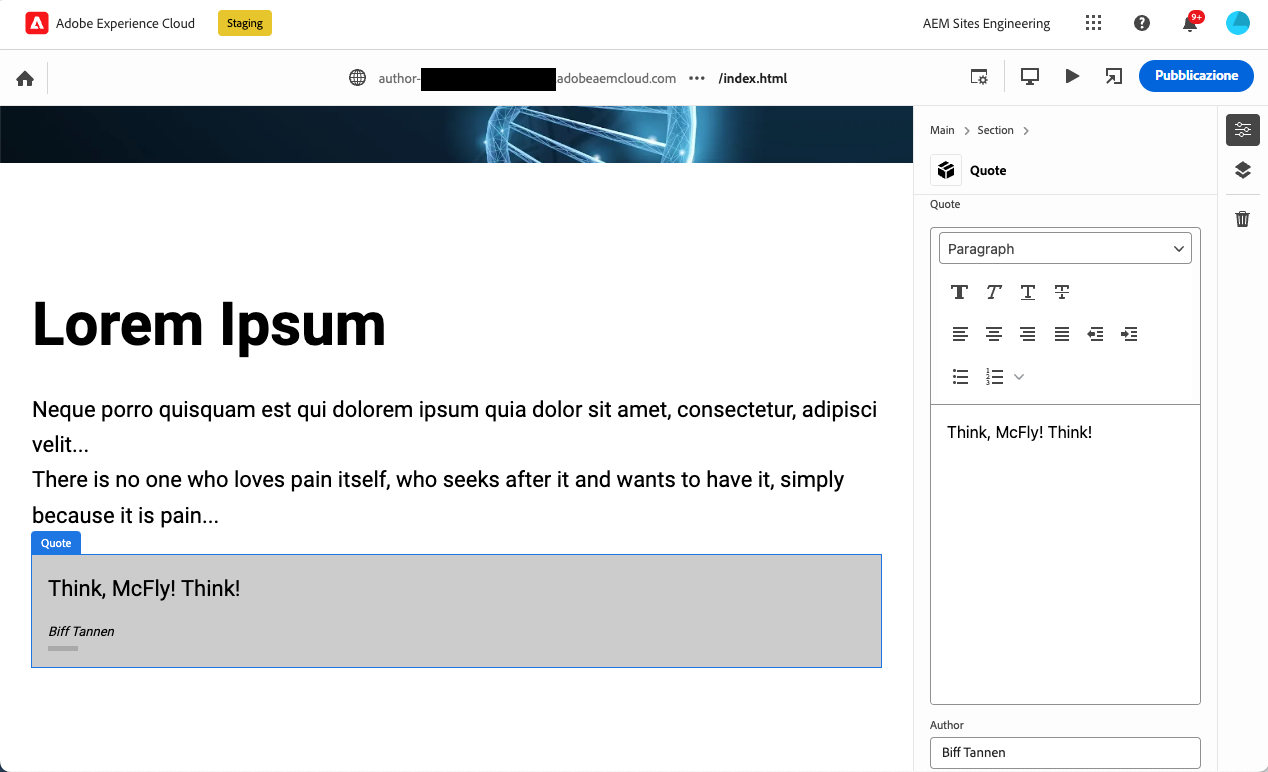 Adobe Experience Cloud
Staging
AEM Sites Engineering
9+
author-
.adobeaemcloud.com
/index.html
Pubblicazione
Main
Section
Quote
Quote
Paragraph
Think, McFly! Think!
Author
Biff Tannen
Lorem Ipsum
Neque porro quisquam est qui dolorem ipsum quia dolor sit amet, consectetur, adipisci
velit...
There is no one who loves pain itself, who seeks after it and wants to have it, simply
because it is pain...
Quote
Think, McFly! Think!
Biff Tannen